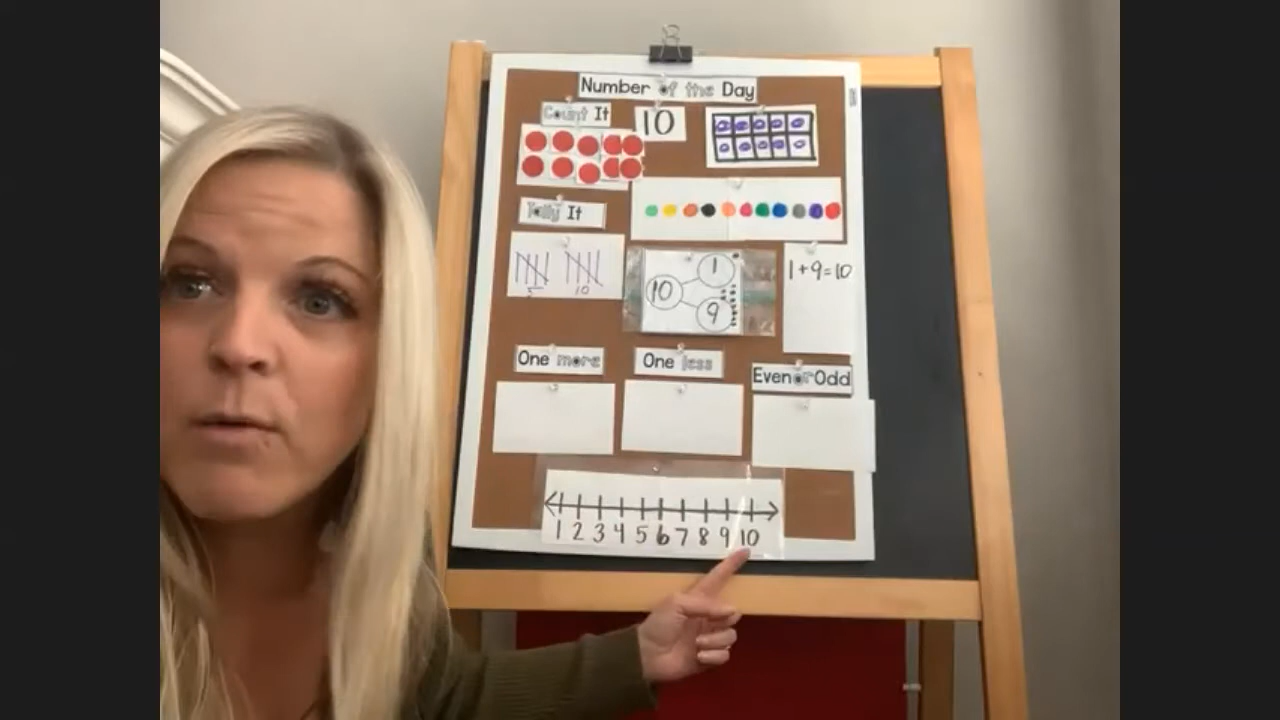 Number of the Day
Count It
10
Tally It
5 10
10
1
9
1+9=10
One more
One less
Even or Odd
1 2 3 4 5 6 7 8 9 10